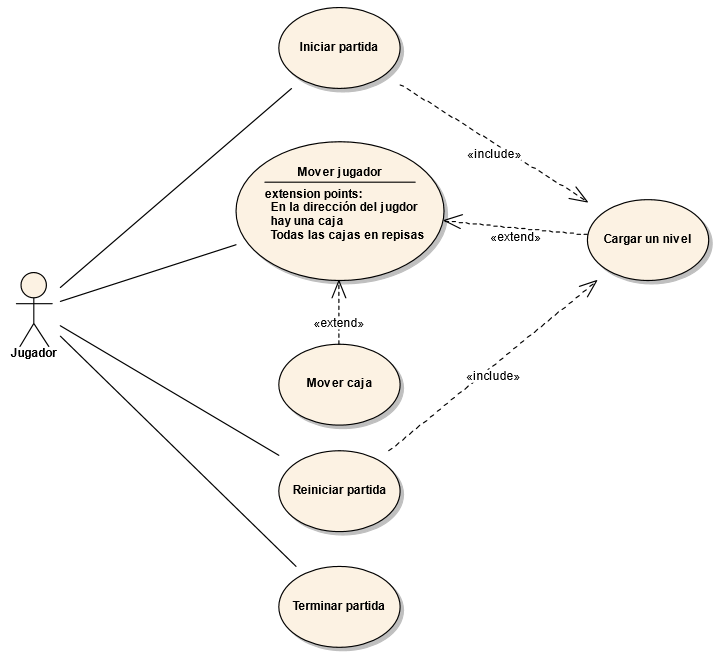 Iniciar partida
«include»
Mover jugador
extension points:
En la dirección del jugdor
hay una caja
Todas las cajas en repisas
«extend»
Cargar un nivel
«extend»
Jugador
Mover caja
«include»
Reiniciar partida
Terminar partida